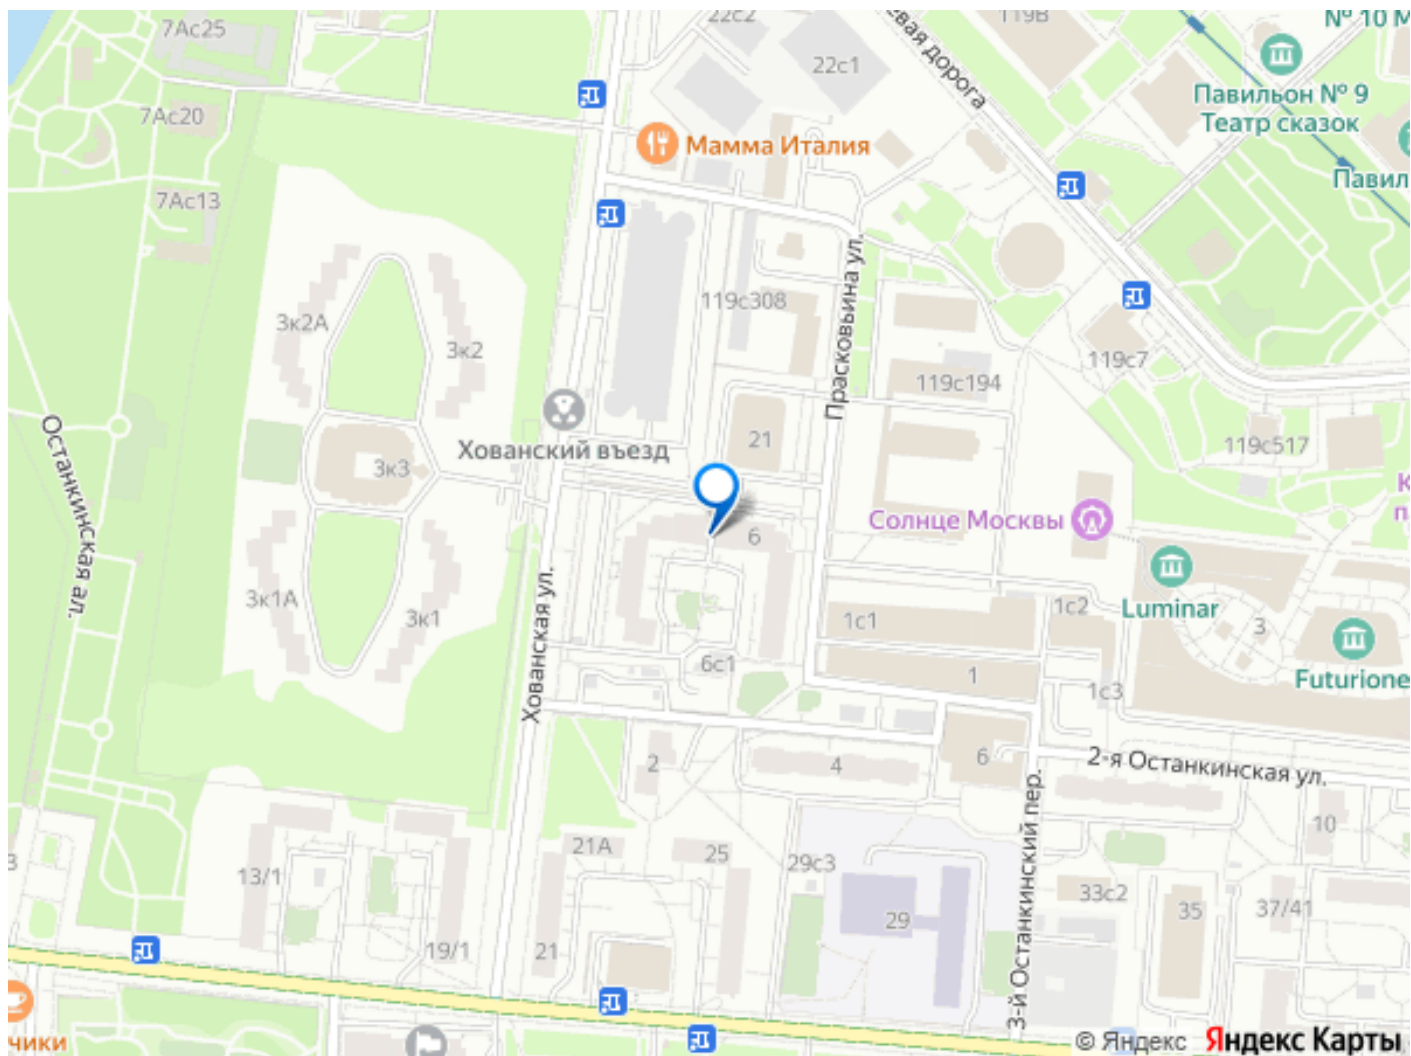 7Ас25
22с2
119В
№ 10 М
евая дорога
22с1
Павильон № 9
Театр сказок
7Ас20
Мамма Италия
Павил
7Ас13
Прасковьина ул.
119с308
3к2А
3к2
119с7
119с194
Останкинская ал.
21
119с517
Хованский въезд
3к3
К
п
Солнце Москвы
6
Luminar
3к1А
3к1
Хованская ул.
1с1
1с2
3
6с1
1
1с3
Futurione
2
4
6
2-я Останкинская ул.
3-й Останкинский пер.
10
21А
25
29с3
3
13/1
33с2
35
37/41
29
19/1
21
чики
© Яндекс Яндекс Карты